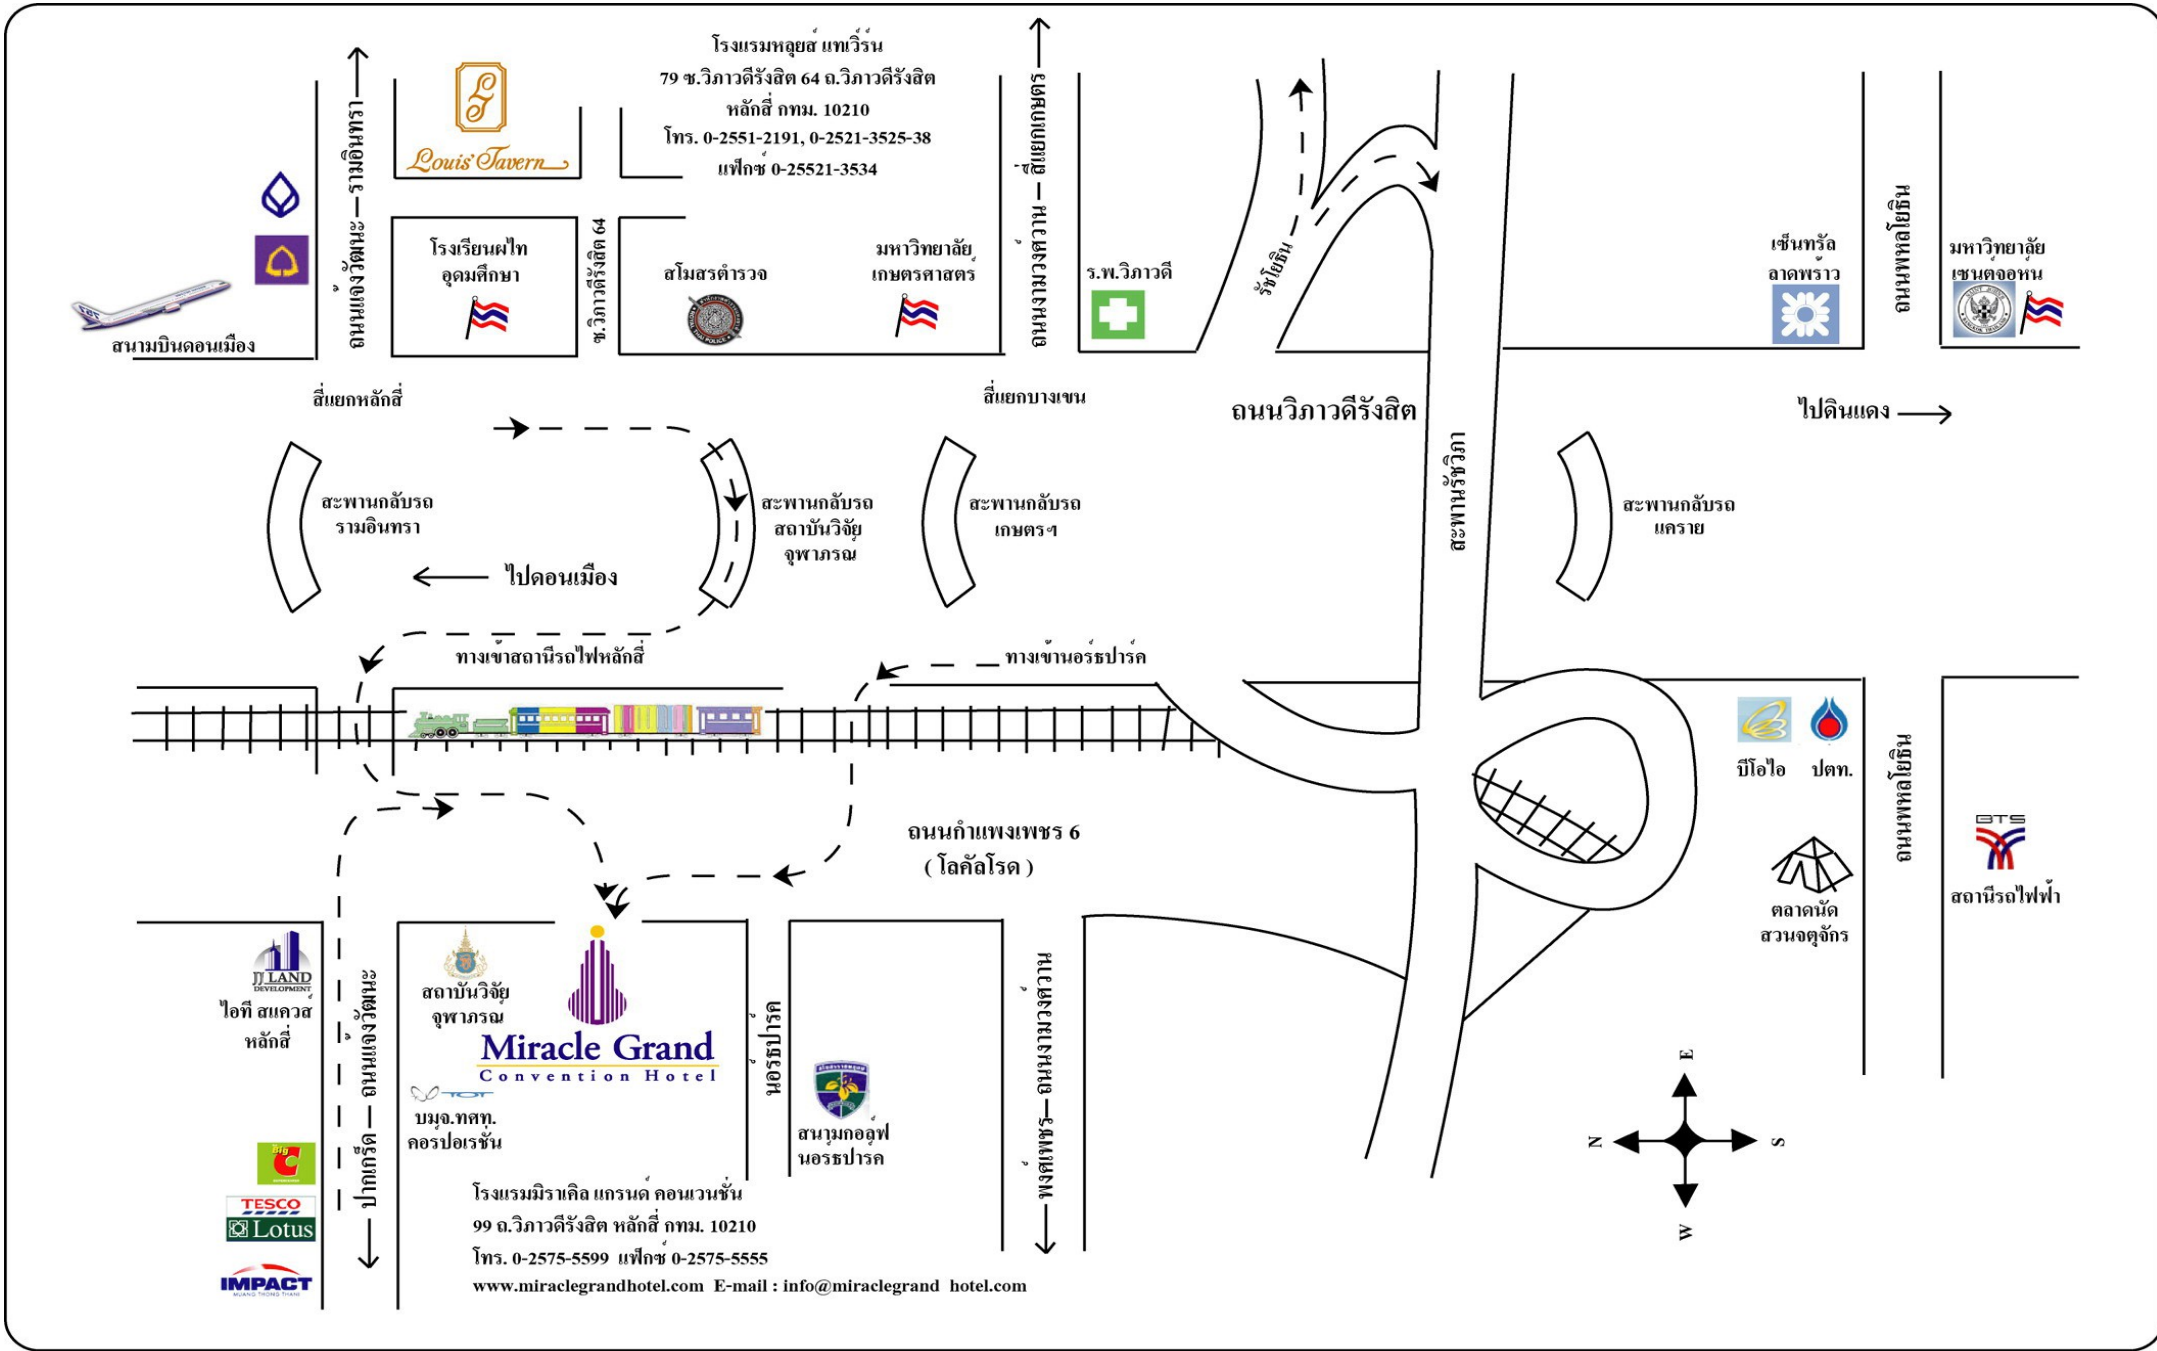 โรงแรมหลุยส์ แทเวิร์น
79 ซ.วิภาวดีรังสิต 64 ถ.วิภาวดีรังสิต
หลักสี่ กทม. 10210
โทร. 0-2551-2191, 0-2521-3525-38
แฟ็กซ์ 0-25521-3534
Louis' Tavern
ถนนแจ้งวัฒนะ — รามอินทรา
ถนนงามวงศ์วาน — สี่แยกเกษตร
โรงเรียนผไท
อุดมศึกษา
ซ.วิภาวดีรังสิต 64
สโมสรตำรวจ
มหาวิทยาลัย
เกษตรศาสตร์
ร.พ.วิภาวดี
รัชโยธิน
เซ็นทรัล
ลาดพร้าว
ถนนพหลโยธิน
มหาวิทยาลัย
เซนต์จอห์น
สนามบินดอนเมือง
สี่แยกหลักสี่
สี่แยกบางเขน
ถนนวิภาวดีรังสิต
ไปดินแดง
สะพานกลับรถ
รามอินทรา
สะพานกลับรถ
สถาบันวิจัย
จุฬาภรณ์
สะพานกลับรถ
เกษตรฯ
สะพานรัชวิภา
สะพานกลับรถ
แคราย
ไปดอนเมือง
ทางเข้าสถานีรถไฟหลักสี่
ทางเข้านอร์ธปาร์ค
บีโอไอ
ปตท.
ถนนพหลโยธิน
BTS
สถานีรถไฟฟ้า
ถนนกำแพงเพชร 6
( โลคัลโรด )
ตลาดนัด
สวนจตุจักร
JJ LAND
DEVELOPMENT
ไอที สแควส์
หลักสี่
ปากเกร็ด — ถนนแจ้งวัฒนะ
สถาบันวิจัย
จุฬาภรณ์
Miracle Grand
Convention Hotel
TOT
บมจ.ทศท.
คอร์ปอเรชั่น
นอร์ธปาร์ค
สนามกอล์ฟ
นอร์ธปาร์ค
พงษ์เพชร — ถนนงามวงศ์วาน
Big C
TESCO
Lotus
IMPACT
MUANG THONG THANI
โรงแรมมิราเคิล แกรนด์ คอนเวนชั่น
99 ถ.วิภาวดีรังสิต หลักสี่ กทม. 10210
โทร. 0-2575-5599 แฟ็กซ์ 0-2575-5555
www.miraclegrandhotel.com E-mail : info@miraclegrand hotel.com
E
N
S
W